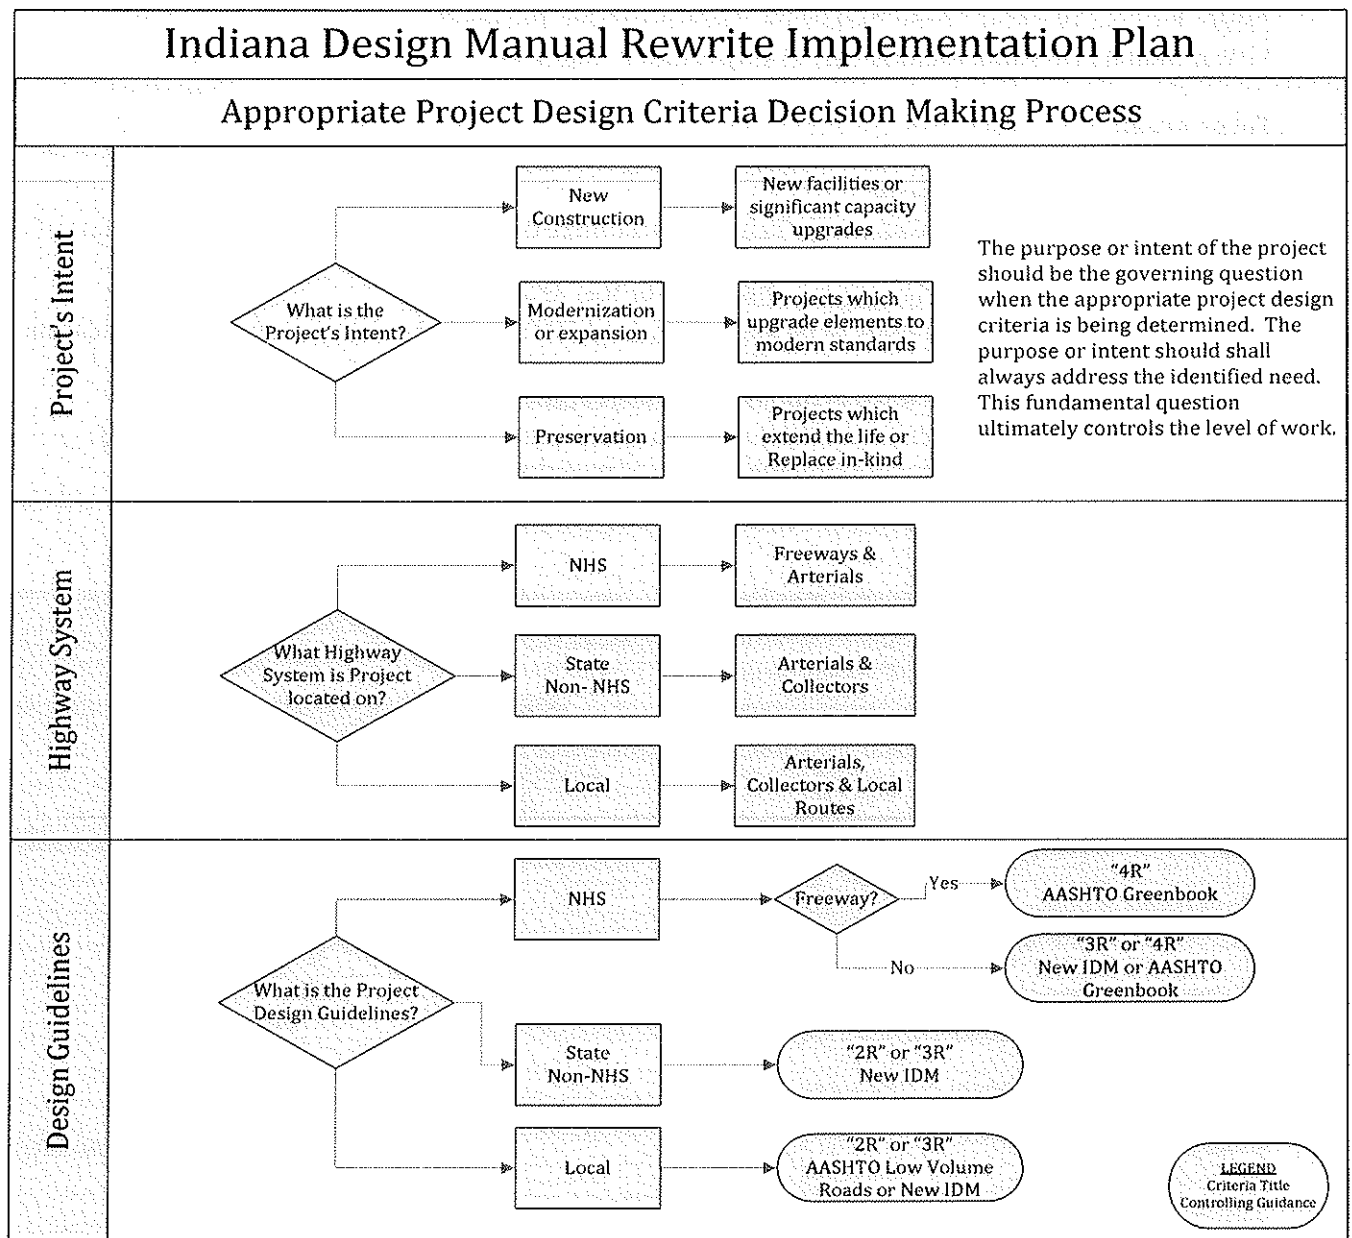 Indiana Design Manual Rewrite Implementation Plan
Appropriate Project Design Criteria Decision Making Process
Project's Intent
What is the
Project's Intent?
New
Construction
New facilities or
significant capacity
upgrades
Modernization
or expansion
Projects which
upgrade elements to
modern standards
Preservation
Projects which
extend the life or
Replace in-kind
The purpose or intent of the project
should be the governing question
when the appropriate project design
criteria is being determined. The
purpose or intent should shall
always address the identified need.
This fundamental question
ultimately controls the level of work.
Highway System
What Highway
System is Project
located on?
NHS
Freeways &
Arterials
State
Non- NHS
Arterials &
Collectors
Local
Arterials,
Collectors & Local
Routes
Design Guidelines
What is the Project
Design Guidelines?
NHS
Freeway?
Yes
"4R"
AASHTO Greenbook
No
"3R" or "4R"
New IDM or AASHTO
Greenbook
State
Non-NHS
"2R" or "3R"
New IDM
Local
"2R" or "3R"
AASHTO Low Volume
Roads or New IDM
LEGEND
Criteria Title
Controlling Guidance